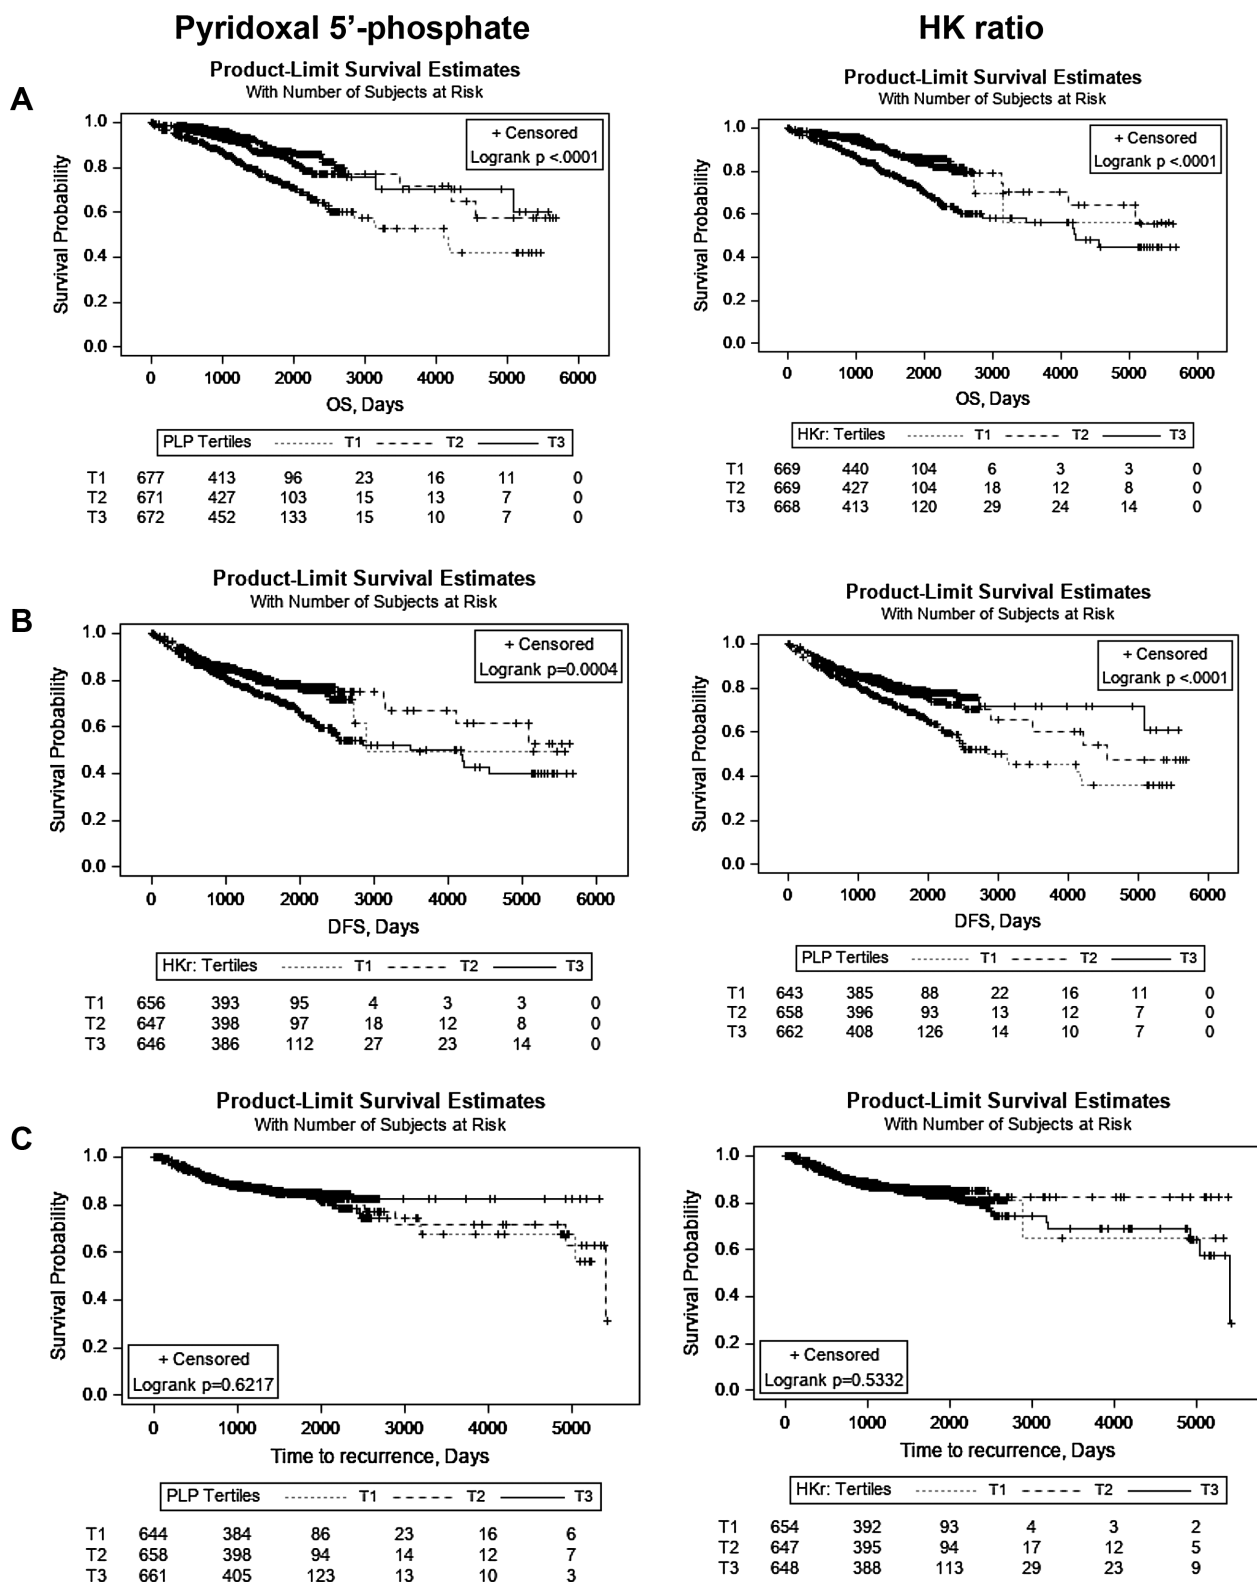 Pyridoxal 5’-phosphate
HK ratio
A
Product-Limit Survival Estimates
With Number of Subjects at Risk
Survival Probability
1.0
0.8
0.6
0.4
0.2
0.0
+ Censored
Logrank p <.0001
0 1000 2000 3000 4000 5000 6000
OS, Days
PLP Tertiles T1 T2 T3
T1 677 413 96 23 16 11 0
T2 671 427 103 15 13 7 0
T3 672 452 133 15 10 7 0
Product-Limit Survival Estimates
With Number of Subjects at Risk
Survival Probability
1.0
0.8
0.6
0.4
0.2
0.0
+ Censored
Logrank p <.0001
0 1000 2000 3000 4000 5000 6000
OS, Days
HKr: Tertiles T1 T2 T3
T1 669 440 104 6 3 3 0
T2 669 427 104 18 12 8 0
T3 668 413 120 29 24 14 0
B
Product-Limit Survival Estimates
With Number of Subjects at Risk
Survival Probability
1.0
0.8
0.6
0.4
0.2
0.0
+ Censored
Logrank p=0.0004
0 1000 2000 3000 4000 5000 6000
DFS, Days
HKr: Tertiles T1 T2 T3
T1 656 393 95 4 3 3 0
T2 647 398 97 18 12 8 0
T3 646 386 112 27 23 14 0
Product-Limit Survival Estimates
With Number of Subjects at Risk
Survival Probability
1.0
0.8
0.6
0.4
0.2
0.0
+ Censored
Logrank p <.0001
0 1000 2000 3000 4000 5000 6000
DFS, Days
PLP Tertiles T1 T2 T3
T1 643 385 88 22 16 11 0
T2 658 396 93 13 12 7 0
T3 662 408 126 14 10 7 0
C
Product-Limit Survival Estimates
With Number of Subjects at Risk
Survival Probability
1.0
0.8
0.6
0.4
0.2
0.0
+ Censored
Logrank p=0.6217
0 1000 2000 3000 4000 5000
Time to recurrence, Days
PLP Tertiles T1 T2 T3
T1 644 384 86 23 16 6
T2 658 398 94 14 12 7
T3 661 405 123 13 10 3
Product-Limit Survival Estimates
With Number of Subjects at Risk
Survival Probability
1.0
0.8
0.6
0.4
0.2
0.0
+ Censored
Logrank p=0.5332
0 1000 2000 3000 4000 5000
Time to recurrence, Days
HKr: Tertiles T1 T2 T3
T1 654 392 93 4 3 2
T2 647 395 94 17 12 5
T3 648 388 113 29 23 9